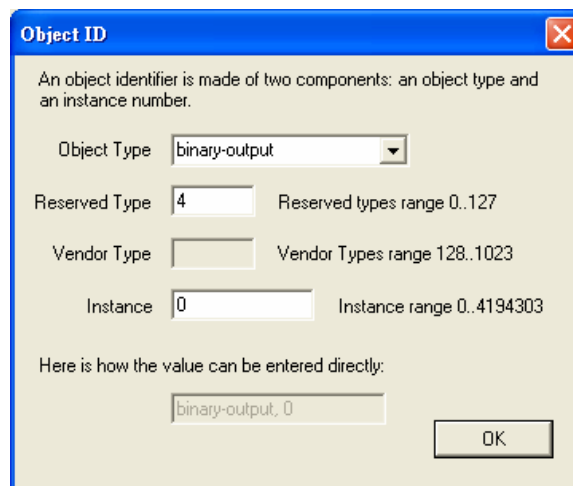 Object ID
An object identifier is made of two components: an object type and
an instance number.
Object Type binary-output
Reserved Type 4 Reserved types range 0..127
Vendor Type Vendor Types range 128..1023
Instance 0 Instance range 0..4194303
Here is how the value can be entered directly:
binary-output, 0
OK